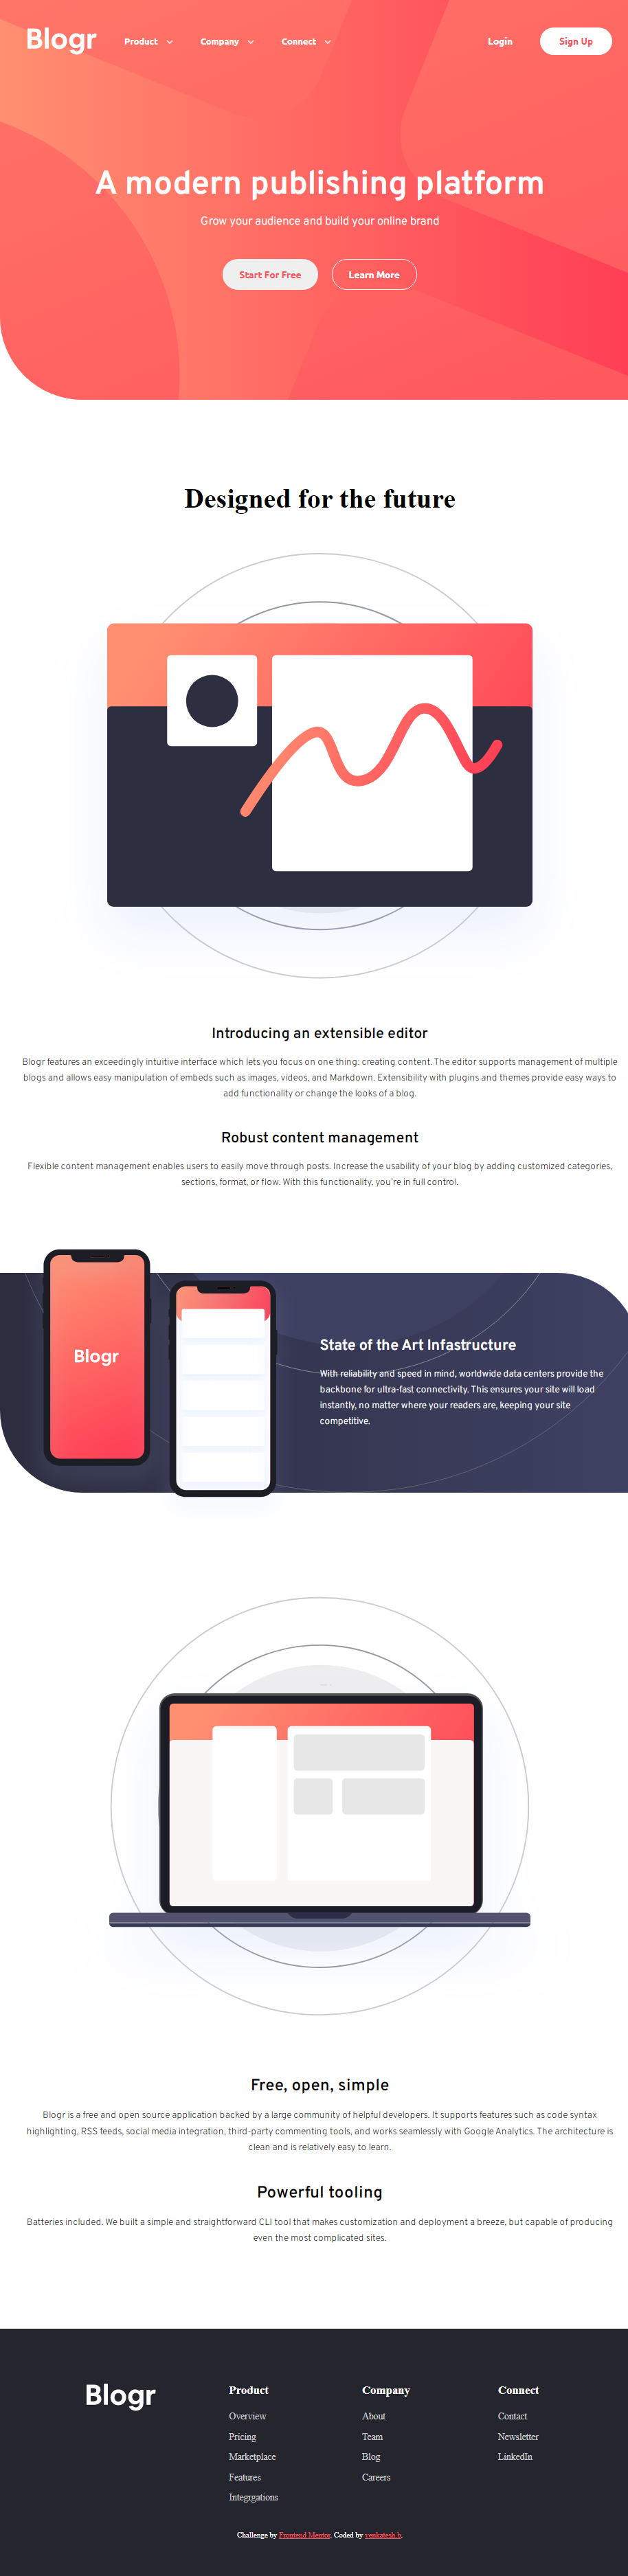 Blogr Product Company Connect Login Sign Up
A modern publishing platform
Grow your audience and build your online brand
Start For Free Learn More
Designed for the future
Introducing an extensible editor
Blogr features an exceedingly intuitive interface which lets you focus on one thing: creating content. The editor supports management of multiple
blogs and allows easy manipulation of embeds such as images, videos, and Markdown. Extensibility with plugins and themes provide easy ways to
add functionality or change the looks of a blog.
Robust content management
Flexible content management enables users to easily move through posts. Increase the usability of your blog by adding customized categories,
sections, format, or flow. With this functionality, you're in full control.
Blogr
State of the Art Infastructure
With reliability and speed in mind, worldwide data centers provide the
backbone for ultra-fast connectivity. This ensures your site will load
instantly, no matter where your readers are, keeping your site
competitive.
Free, open, simple
Blogr is a free and open source application backed by a large community of helpful developers. It supports features such as code syntax
highlighting, RSS feeds, social media integration, third-party commenting tools, and works seamlessly with Google Analytics. The architecture is
clean and is relatively easy to learn.
Powerful tooling
Batteries included. We built a simple and straightforward CLI tool that makes customization and deployment a breeze, but capable of producing
even the most complicated sites.
Blogr Product Company Connect
Overview About Contact
Pricing Team Newsletter
Marketplace Blog LinkedIn
Features Careers
Integrgations
Challenge by Frontend Mentor. Coded by venkatesh.b.